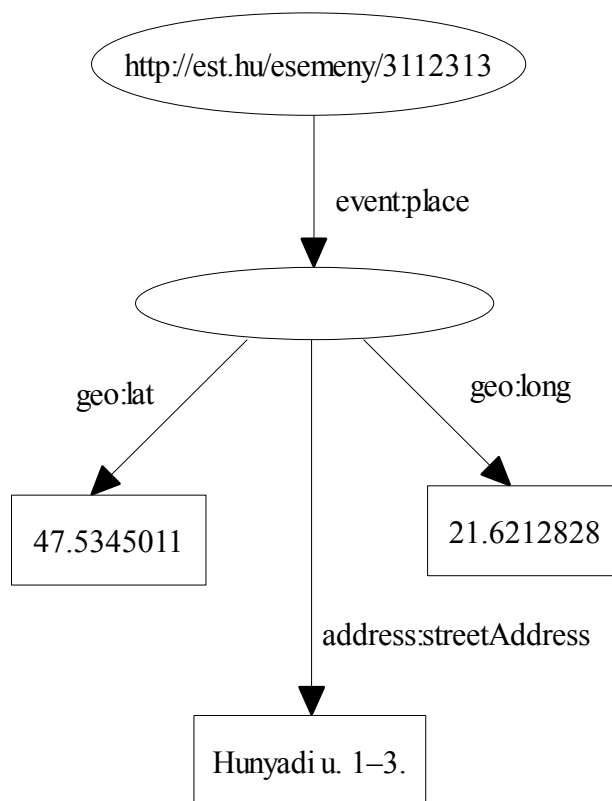 http://est.hu/esemeny/3112313
event:place
geo:lat
geo:long
47.5345011
21.6212828
address:streetAddress
Hunyadi u. 1–3.